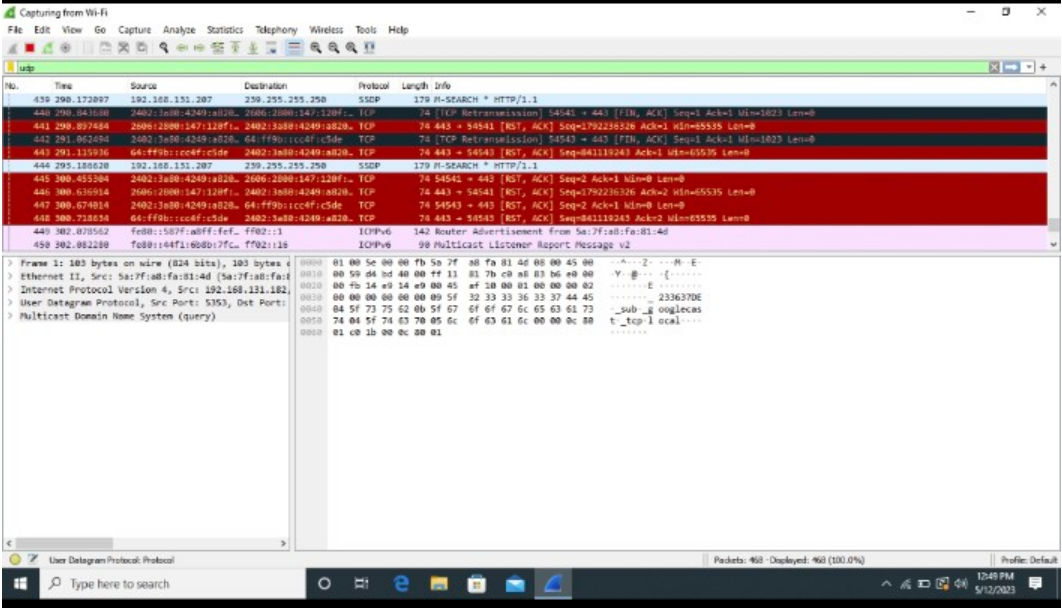 Capturing from Wi-Fi
File Edit View Go Capture Analyze Statistics Telephony Wireless Tools Help
udp
No. Time Source Destination Protocol Length Info
439 290.172097 192.168.131.207 239.255.255.250 SSDP 179 M-SEARCH * HTTP/1.1
440 290.843680 2402:3a80:4249:a820… 2606:2800:147:120f:… TCP 74 [TCP Retransmission] 54541 → 443 [FIN, ACK] Seq=1 Ack=1 Win=1023 Len=0
441 290.897484 2606:2800:147:120f:… 2402:3a80:4249:a820… TCP 74 443 → 54541 [RST, ACK] Seq=1792236326 Ack=1 Win=65535 Len=0
442 291.062494 2402:3a80:4249:a820… 64:ff9b::cc4f:c5de TCP 74 [TCP Retransmission] 54543 → 443 [FIN, ACK] Seq=1 Ack=1 Win=1023 Len=0
443 291.115936 64:ff9b::cc4f:c5de 2402:3a80:4249:a820… TCP 74 443 → 54543 [RST, ACK] Seq=841119243 Ack=1 Win=65535 Len=0
444 295.186620 192.168.131.207 239.255.255.250 SSDP 179 M-SEARCH * HTTP/1.1
445 300.455304 2402:3a80:4249:a820… 2606:2800:147:120f:… TCP 74 54541 → 443 [RST, ACK] Seq=2 Ack=1 Win=0 Len=0
446 300.636914 2606:2800:147:120f:… 2402:3a80:4249:a820… TCP 74 443 → 54541 [RST, ACK] Seq=1792236326 Ack=2 Win=65535 Len=0
447 300.674014 2402:3a80:4249:a820… 64:ff9b::cc4f:c5de TCP 74 54543 → 443 [RST, ACK] Seq=2 Ack=1 Win=0 Len=0
448 300.718634 64:ff9b::cc4f:c5de 2402:3a80:4249:a820… TCP 74 443 → 54543 [RST, ACK] Seq=841119243 Ack=2 Win=65535 Len=0
449 302.078562 fe80::587f:a8ff:fef… ff02::1 ICMPv6 142 Router Advertisement from 5a:7f:a8:fa:81:4d
450 302.082280 fe80::44f1:6b8b:7fc… ff02::16 ICMPv6 90 Multicast Listener Report Message v2
> Frame 1: 103 bytes on wire (824 bits), 103 bytes c
> Ethernet II, Src: 5a:7f:a8:fa:81:4d (5a:7f:a8:fa:8
> Internet Protocol Version 4, Src: 192.168.131.182,
> User Datagram Protocol, Src Port: 5353, Dst Port:
> Multicast Domain Name System (query)
0000 01 00 5e 00 00 fb 5a 7f a8 fa 81 4d 08 00 45 00 ··^···Z· ···M··E·
0010 00 59 d4 bd 40 00 ff 11 81 7b c0 a8 83 b6 e0 00 ·Y··@··· ·{······
0020 00 fb 14 e9 14 e9 00 45 af 10 00 01 00 00 00 02 ·······E ········
0030 00 00 00 00 00 00 09 5f 32 33 33 36 33 37 44 45 ·······_ 233637DE
0040 04 5f 73 75 62 0b 5f 67 6f 6f 67 6c 65 63 61 73 ·_sub·_g ooglecas
0050 74 04 5f 74 63 70 05 6c 6f 63 61 6c 00 00 0c 80 t·_tcp·l ocal····
0060 01 c0 1b 00 0c 80 01 ·······
User Datagram Protocol: Protocol
Packets: 468 · Displayed: 468 (100.0%)
Profile: Default
Type here to search
12:49 PM
5/12/2023